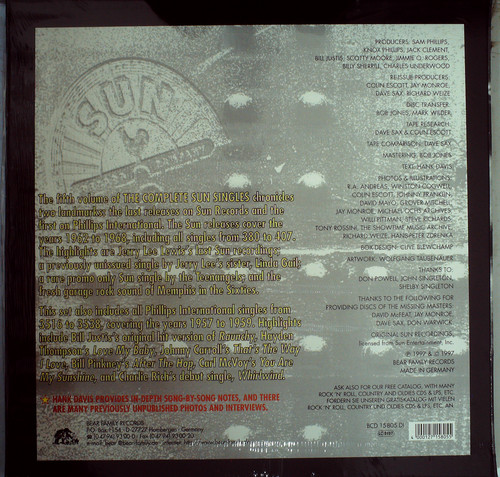 PRODUCERS: SAM PHILLIPS,
KNOX PHILLIPS, JACK CLEMENT,
BILL JUSTIS, SCOTTY MOORE, JIMMIE O. ROGERS,
BILLY SHERRILL, CHARLES UNDERWOOD
REISSUE PRODUCERS:
COLIN ESCOTT, JAY MONROE,
DAVE SAX, RICHARD WEIZE
DISC TRANSFER:
BOB JONES, MARK WILDER
TAPE RESEARCH:
DAVE SAX & COLIN ESCOTT
TAPE COMPARISON: DAVE SAX
MASTERING: BOB JONES
TEXT: HANK DAVIS
PHOTOS & ILLUSTRATIONS:
R.A. ANDREAS, WINSTON COGSWELL,
COLIN ESCOTT, JOHNNY FRANKLIN,
DAVID MAYO, GROVER MITCHELL,
JAY MONROE, MICHAEL OCHS ARCHIVES,
WILL PITTMAN, STEVE RICHARDS,
TONY ROSSINI, THE SHOWTIME MUSIC ARCHIVE,
RICHARD WEIZE, HANS-PETER ZDRENKA
BOX DESIGN: CLIVE BLEWCHAMP
ARTWORK: WOLFGANG TAUSENAUER
THANKS TO:
DON POWELL, JOHN SINGLETON,
SHELBY SINGLETON
THANKS TO THE FOLLOWING FOR
PROVIDING DISCS OF THE MISSING MASTERS:
DAVID McFEAT, JAY MONROE,
DAVE SAX, DON WARWICK
ORIGINAL SUN RECORDINGS,
licensed from Sun Entertainment, Inc.
℗ 1997 © 1997
BEAR FAMILY RECORDS
MADE IN GERMANY
SUN
MEMPHIS, TENNESSEE
The fifth volume of THE COMPLETE SUN SINGLES chronicles
two landmarks: the last releases on Sun Records and the
first on Phillips International. The Sun releases cover the
years 1962 to 1968, including all singles from 380 to 407.
The highlights are Jerry Lee Lewis's last Sun recordings;
a previously unissued single by Jerry Lee's sister, Linda Gail;
a rare promo only Sun single by the Teenangels; and the
fresh garage rock sound of Memphis in the Sixties.
This set also includes all Phillips International singles from
3516 to 3538, covering the years 1957 to 1959. Highlights
include Bill Justis's original hit version of Raunchy, Hayden
Thompson's Love My Baby, Johnny Carroll's That's The Way
I Love, Bill Pinkney's After The Hop, Carl McVoy's You Are
My Sunshine, and Charlie Rich's debut single, Whirlwind.
★ HANK DAVIS PROVIDES IN-DEPTH SONG-BY-SONG NOTES, AND THERE
ARE MANY PREVIOUSLY UNPUBLISHED PHOTOS AND INTERVIEWS.
BEAR FAMILY RECORDS
ASK ALSO FOR OUR FREE CATALOG, WITH MANY
ROCK 'N' ROLL, COUNTRY AND OLDIES CDS & LPS, ETC.
FORDERN SIE UNSEREN GRATISKATALOG MIT VIELEN
ROCK 'N' ROLL, COUNTRY UND OLDIES CDS & LPS, ETC. AN.
BCD 15805 DI